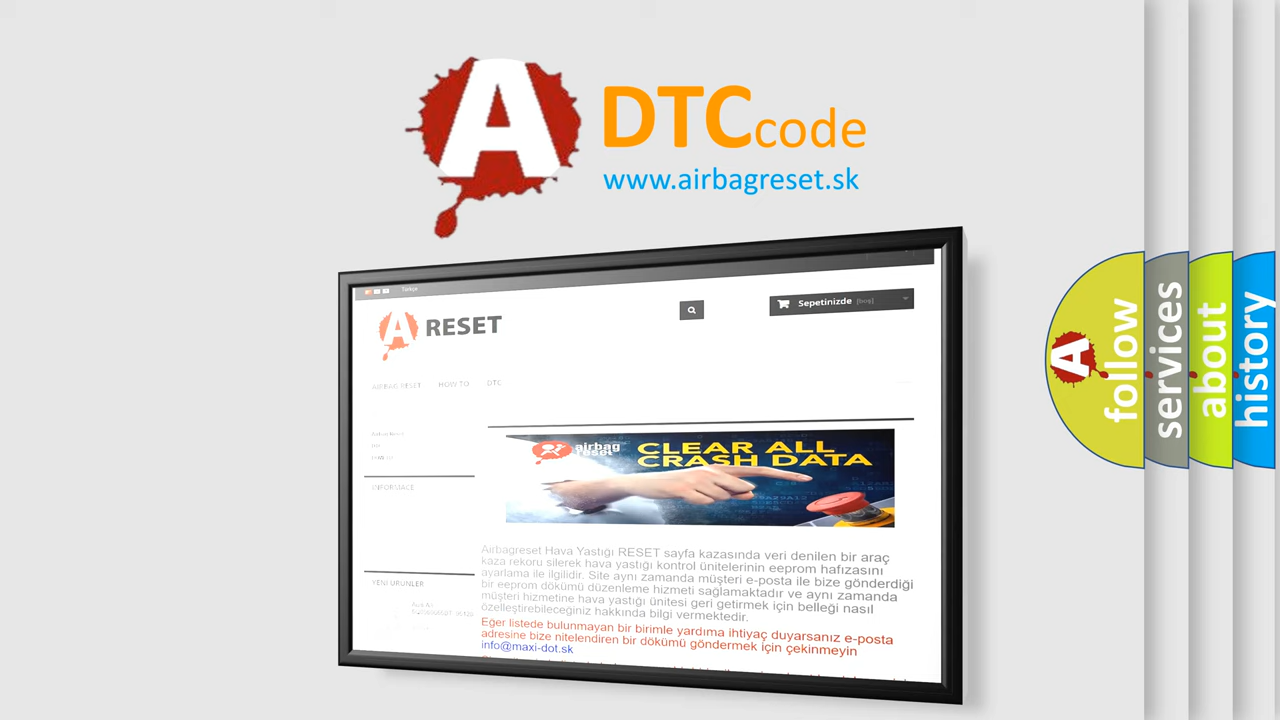 A
DTC code
www.airbagreset.sk
Türkçe
A RESET
Sepetinizde [boş]
AIRBAG RESET HOW TO DTC
INFORMACE
airbag
reset
CLEAR ALL
CRASH DATA
Airbagreset Hava Yastığı RESET sayfa kazasında veri denilen bir araç
kaza rekoru silerek hava yastığı kontrol ünitelerinin eeprom hafızasını
ayarlama ile ilgilidir. Site aynı zamanda müşteri e-posta ile bize gönderdiği
bir eeprom dökümü düzenleme hizmeti sağlamaktadır ve aynı zamanda
müşteri hizmetine hava yastığı ünitesi geri getirmek için belleği nasıl
özelleştirebileceğiniz hakkında bilgi vermektedir.
Eğer listede bulunmayan bir birimle yardıma ihtiyaç duyarsanız e-posta
adresine bize nitelendiren bir dökümü göndermek için çekinmeyin
info@maxi-dot.sk
YENI ÜRÜNLER
A
follow
services
about
history